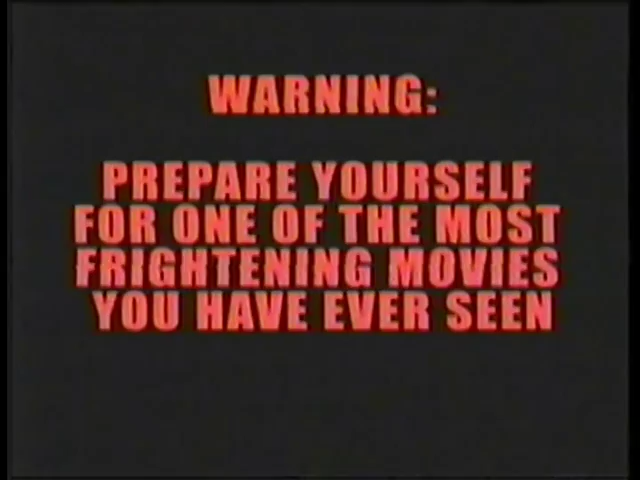 WARNING:
PREPARE YOURSELF
FOR ONE OF THE MOST
FRIGHTENING MOVIES
YOU HAVE EVER SEEN